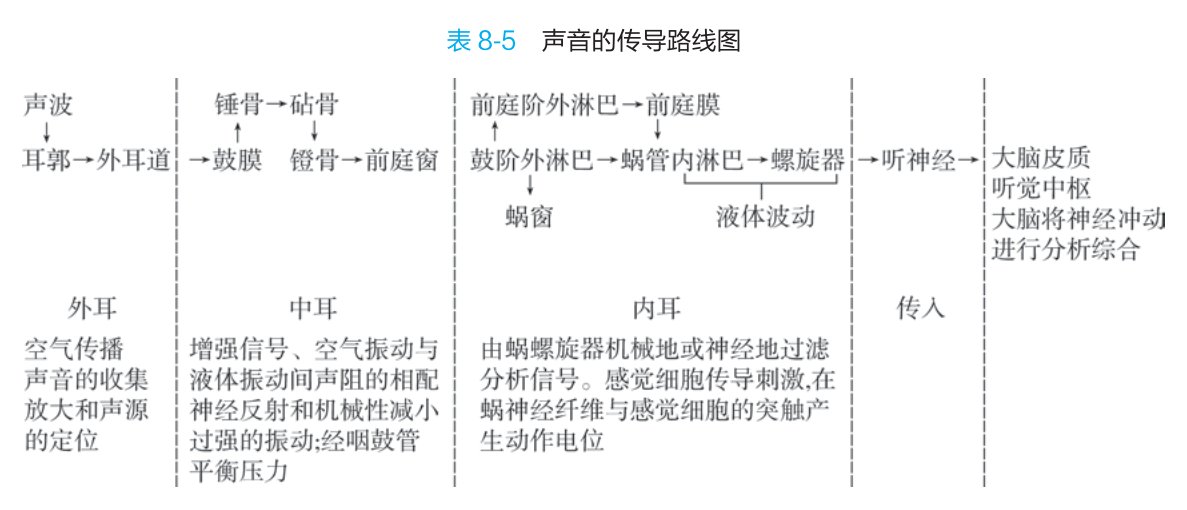 表 8-5 声音的传导路线图
声波 锤骨→砧骨 前庭阶外淋巴→前庭膜
↓ ↑ ↓ ↑ ↓
耳郭→外耳道 →鼓膜 镫骨→前庭窗 鼓阶外淋巴→蜗管内淋巴→螺旋器 →听神经→ 大脑皮质
↓
听觉中枢
蜗窗 液体波动 大脑将神经冲动
进行分析综合
外耳 中耳 内耳 传入
空气传播
声音的收集
放大和声源
的定位
增强信号、空气振动与
液体振动间声阻的相配
神经反射和机械性减小
过强的振动;经咽鼓管
平衡压力
由蜗螺旋器机械地或神经地过滤
分析信号。感觉细胞传导刺激,在
蜗神经纤维与感觉细胞的突触产
生动作电位